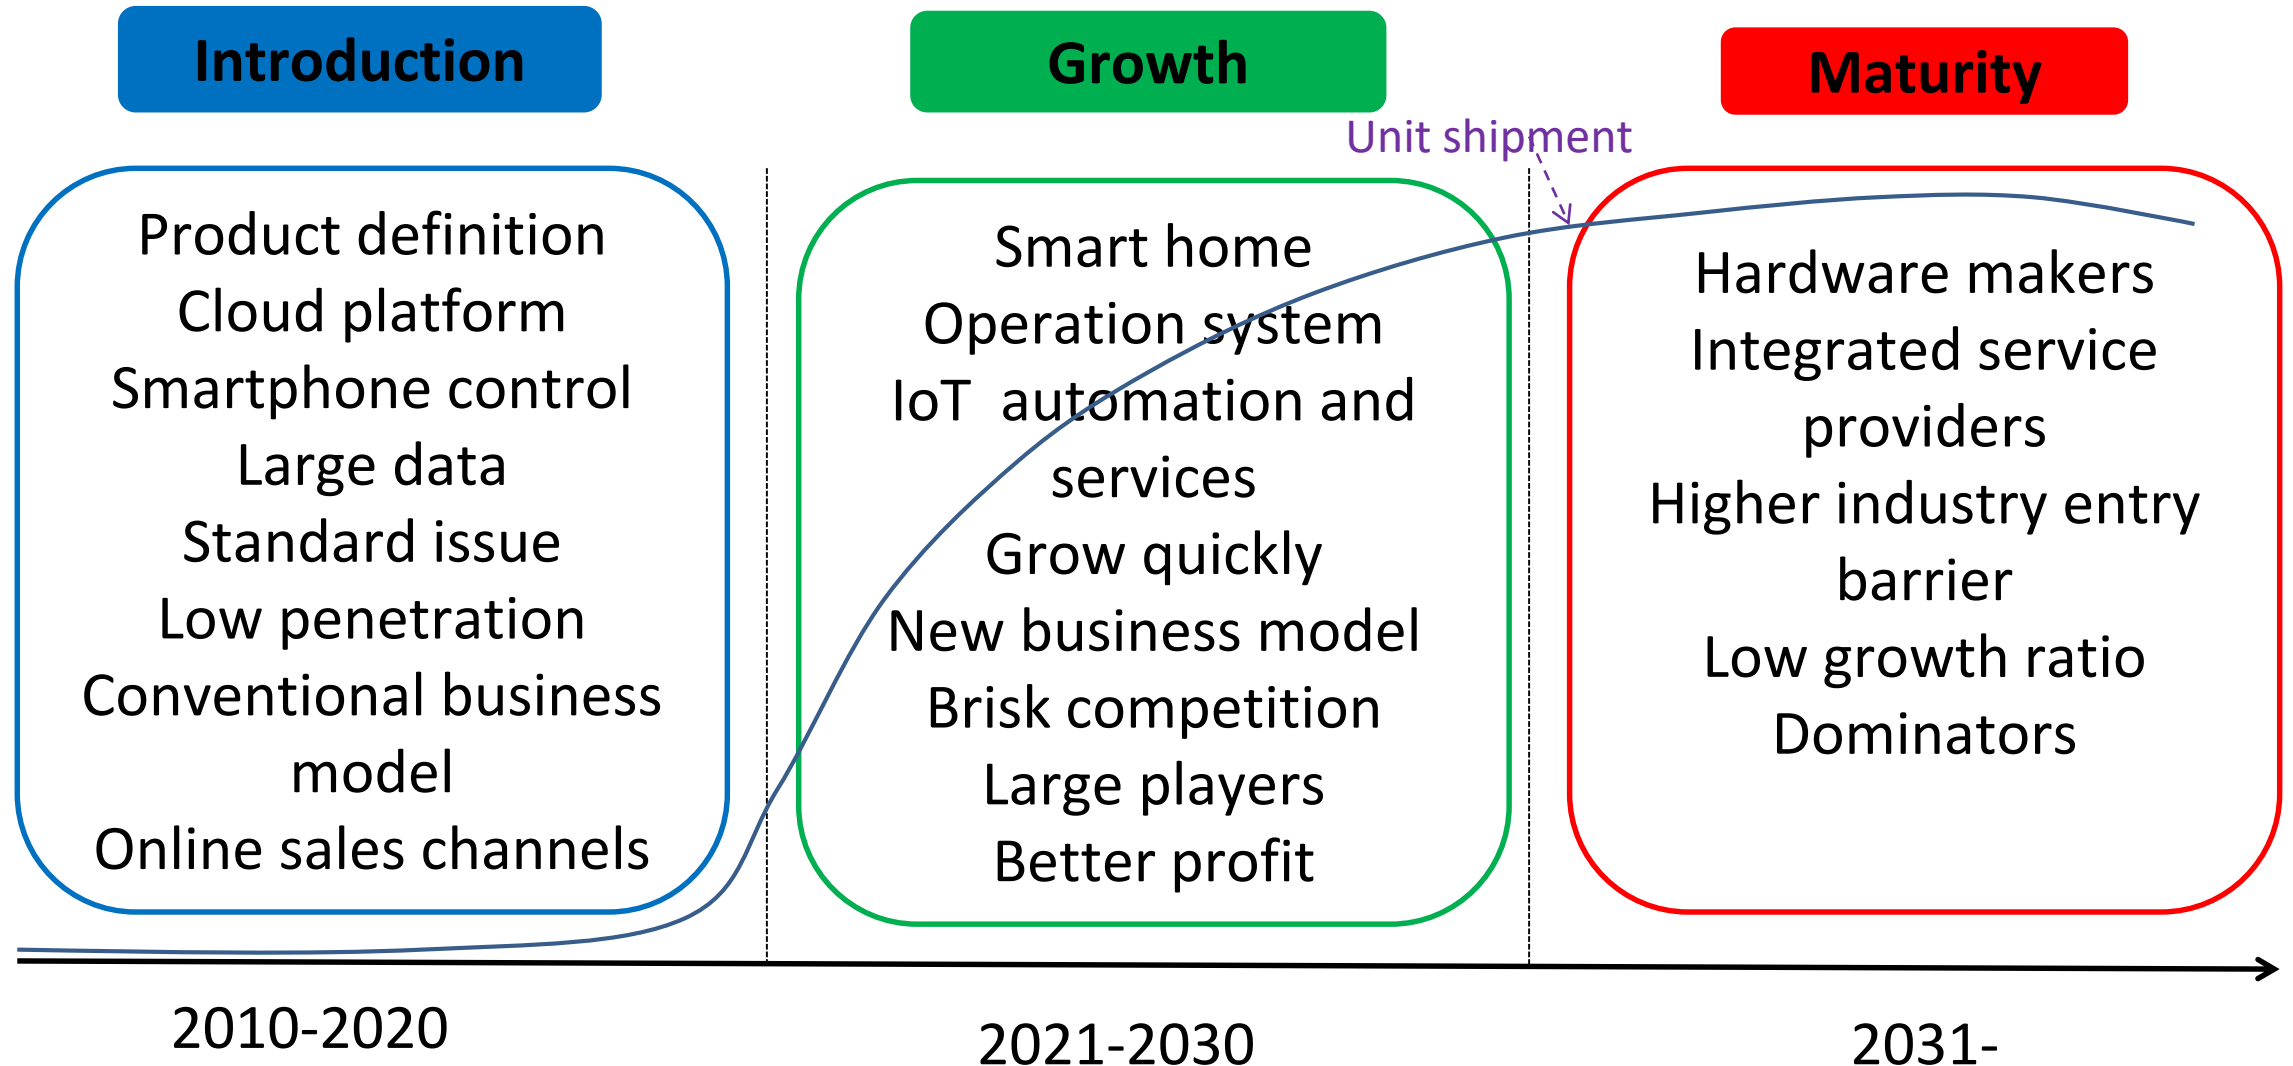 Introduction
Growth
Maturity
Unit shipment
Product definition
Cloud platform
Smartphone control
Large data
Standard issue
Low penetration
Conventional business
model
Online sales channels
Smart home
Operation system
IoT  automation and
services
Grow quickly
New business model
Brisk competition
Large players
Better profit
Hardware makers
Integrated service
providers
Higher industry entry
barrier
Low growth ratio
Dominators
2010-2020
2021-2030
2031-